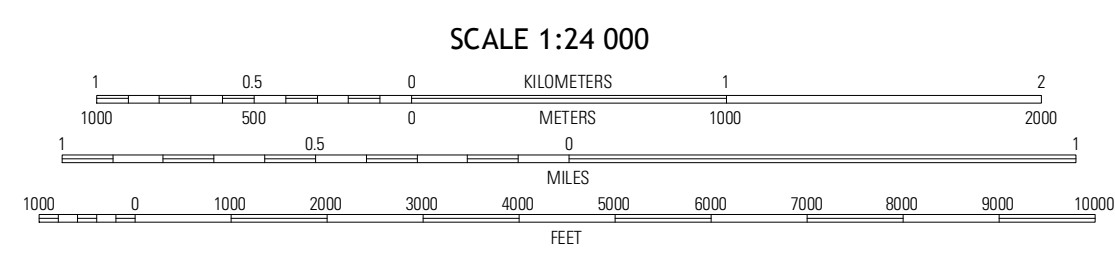 SCALE 1:24 000
1 0.5 0 KILOMETERS 1 2
1000 500 0 METERS 1000 2000
1 0.5 0 1
MILES
1000 0 1000 2000 3000 4000 5000 6000 7000 8000 9000 10000
FEET